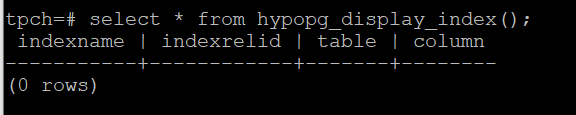 tpch=# select * from hypopg_display_index();
 indexname | indexrelid | table | column
-----------+------------+-------+--------
(0 rows)